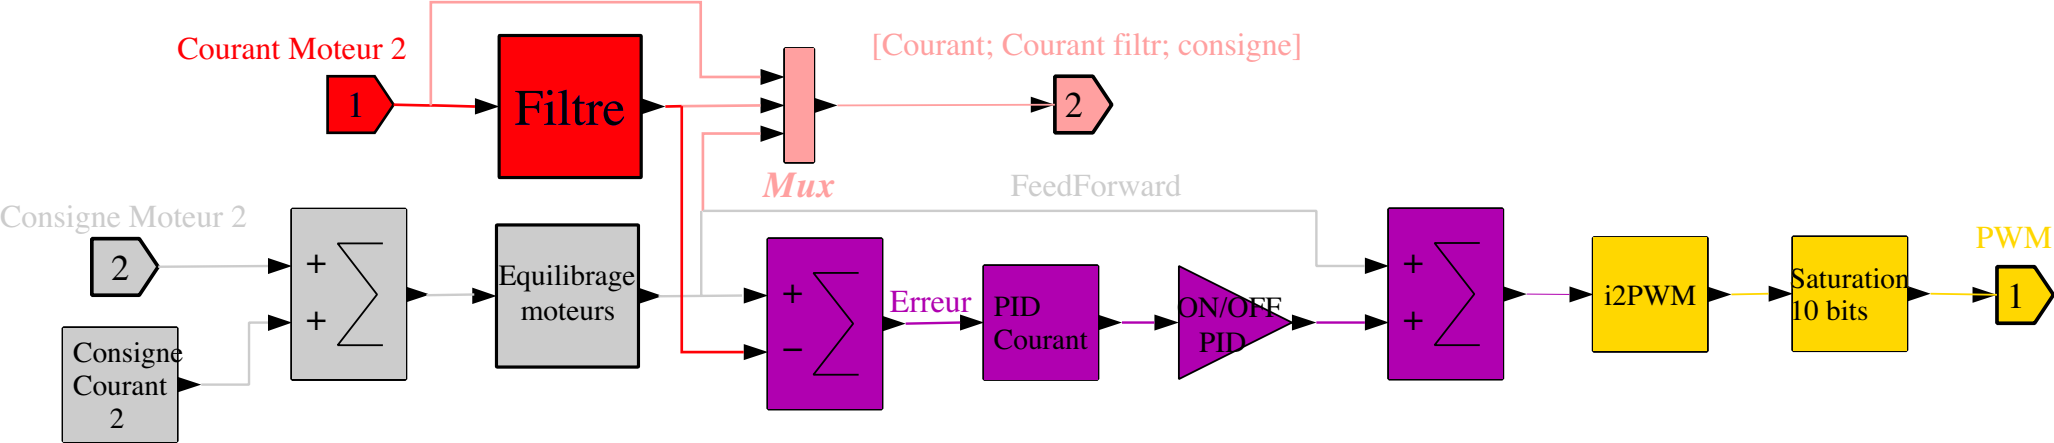 Courant Moteur 2
[Courant; Courant filtr; consigne]
1
Filtre
2
Mux
FeedForward
Consigne Moteur 2
PWM
2
+
+
Equilibrage
moteurs
+
−
Erreur
PID
Courant
ON/OFF
PID
+
+
i2PWM
Saturation
10 bits
1
Consigne
Courant
2